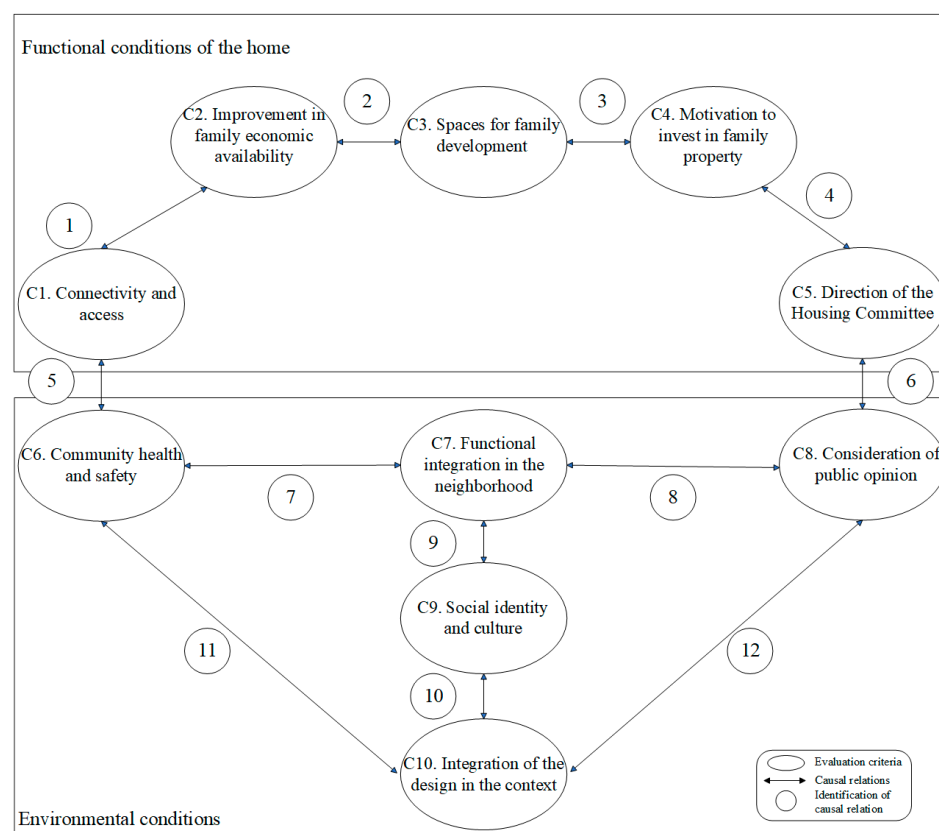 Functional conditions of the home
2
3
C2. Improvement in
family economic
availability
C3. Spaces for family
development
C4. Motivation to
invest in family
property
1
4
C1. Connectivity and
access
C5. Direction of the
Housing Committee
5
6
C6. Community health
and safety
C7. Functional
integration in the
neighborhood
C8. Consideration of
public opinion
7
8
9
C9. Social identity
and culture
11
12
10
C10. Integration of the
design in the context
Evaluation criteria
Causal relations
Identification of
causal relation
Environmental conditions